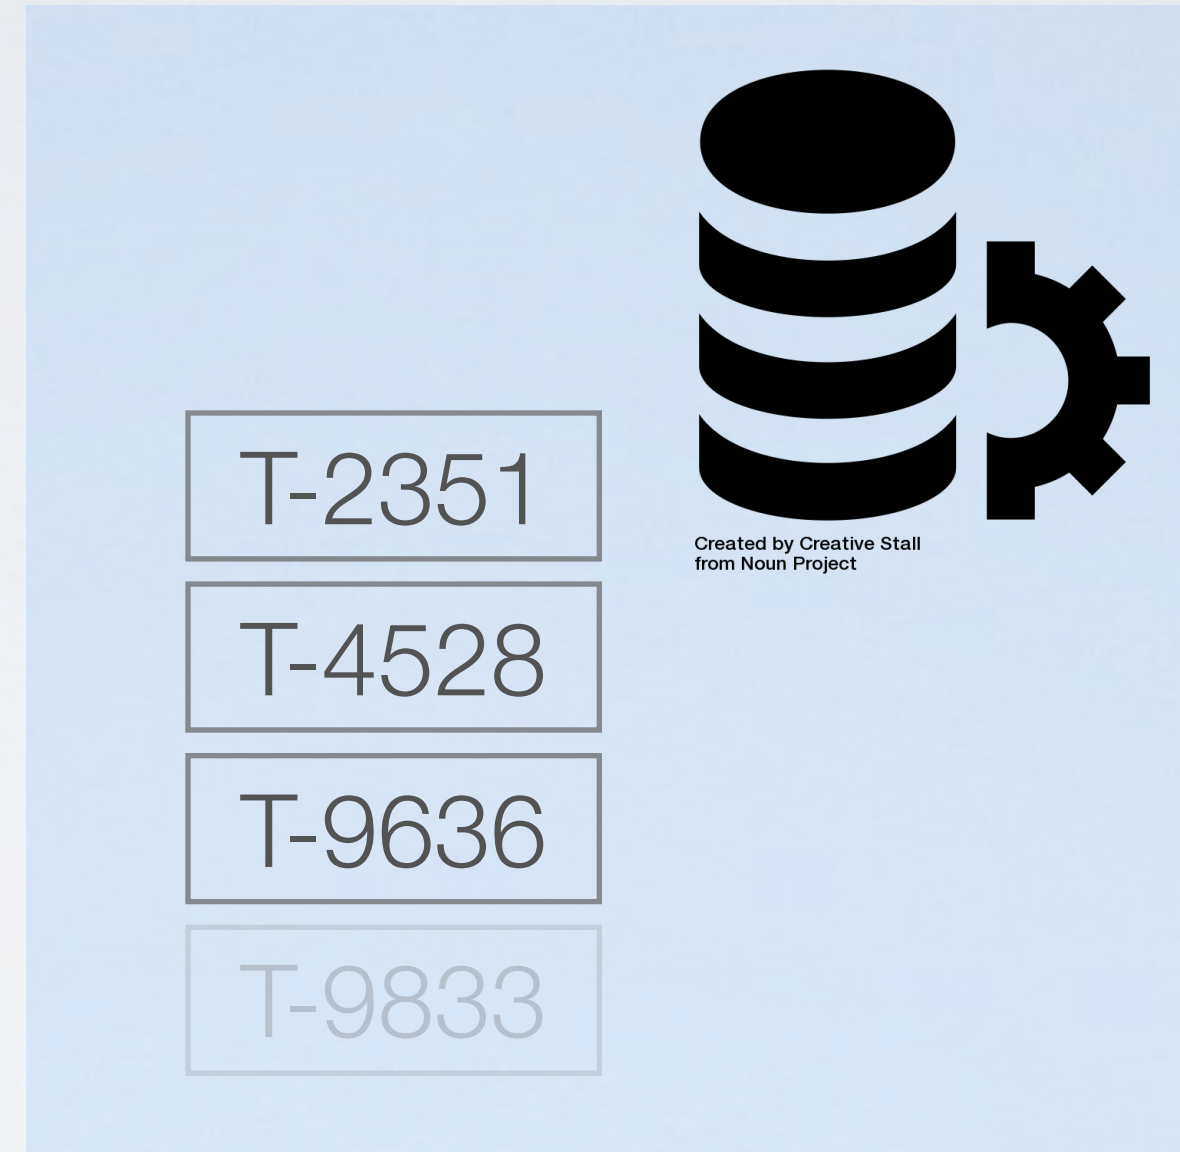 T-2351
Created by Creative Stall
from Noun Project
T-4528
T-9636
T-9833